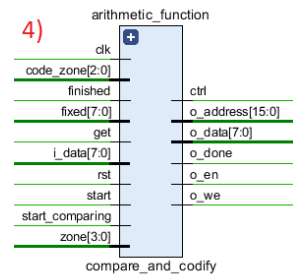 4)
arithmetic_function
clk
code_zone[2:0]
finished
fixed[7:0]
get
i_data[7:0]
rst
start
start_comparing
zone[3:0]
ctrl
o_address[15:0]
o_data[7:0]
o_done
o_en
o_we
compare_and_codify